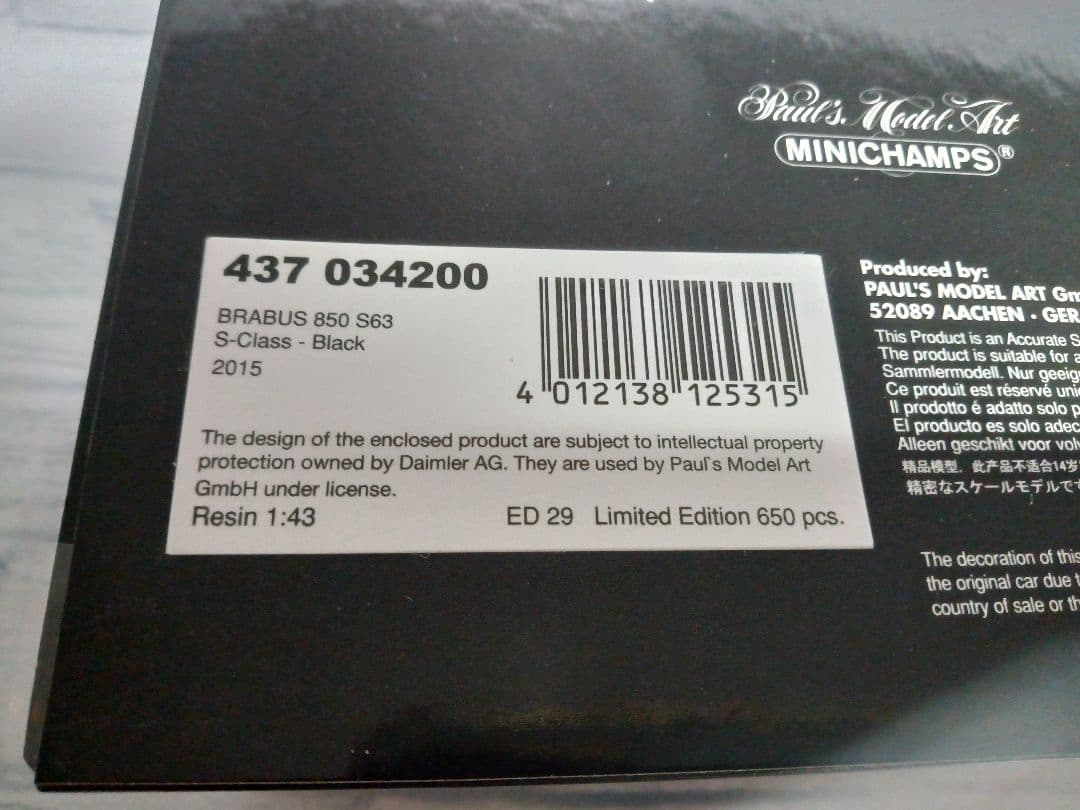 Paul's Model Art
MINICHAMPS®
437 034200
BRABUS 850 S63
S-Class - Black
2015
4 012138 125315
The design of the enclosed product are subject to intellectual property
protection owned by Daimler AG. They are used by Paul`s Model Art
GmbH under license.
Resin 1:43 ED 29 Limited Edition 650 pcs.
Produced by:
PAUL'S MODEL ART
52089 AACHEN · GER
This Product is an Accurate
The product is suitable for
Sammlermodell. Nur
Ce produit est réservé
Il prodotto é adatto solo
El producto es solo
Alleen geschikt voor
精品模型。此产品不适合14岁
精密なスケールモデルで
The decoration of this
the original car due
country of sale or